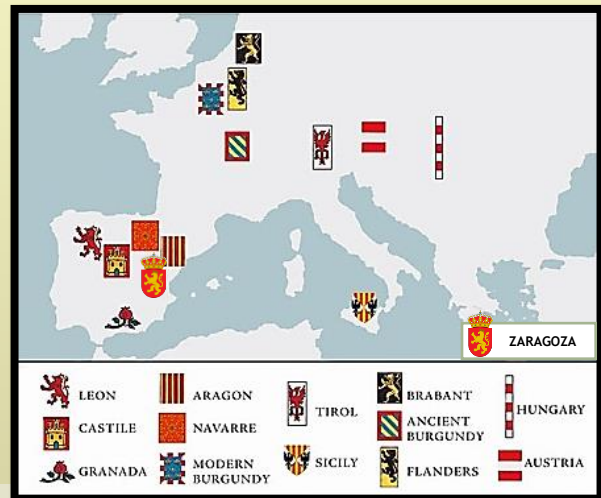 ZARAGOZA
LEON
CASTILE
GRANADA
ARAGON
NAVARRE
MODERN
BURGUNDY
TIROL
SICILY
BRABANT
ANCIENT
BURGUNDY
FLANDERS
HUNGARY
AUSTRIA